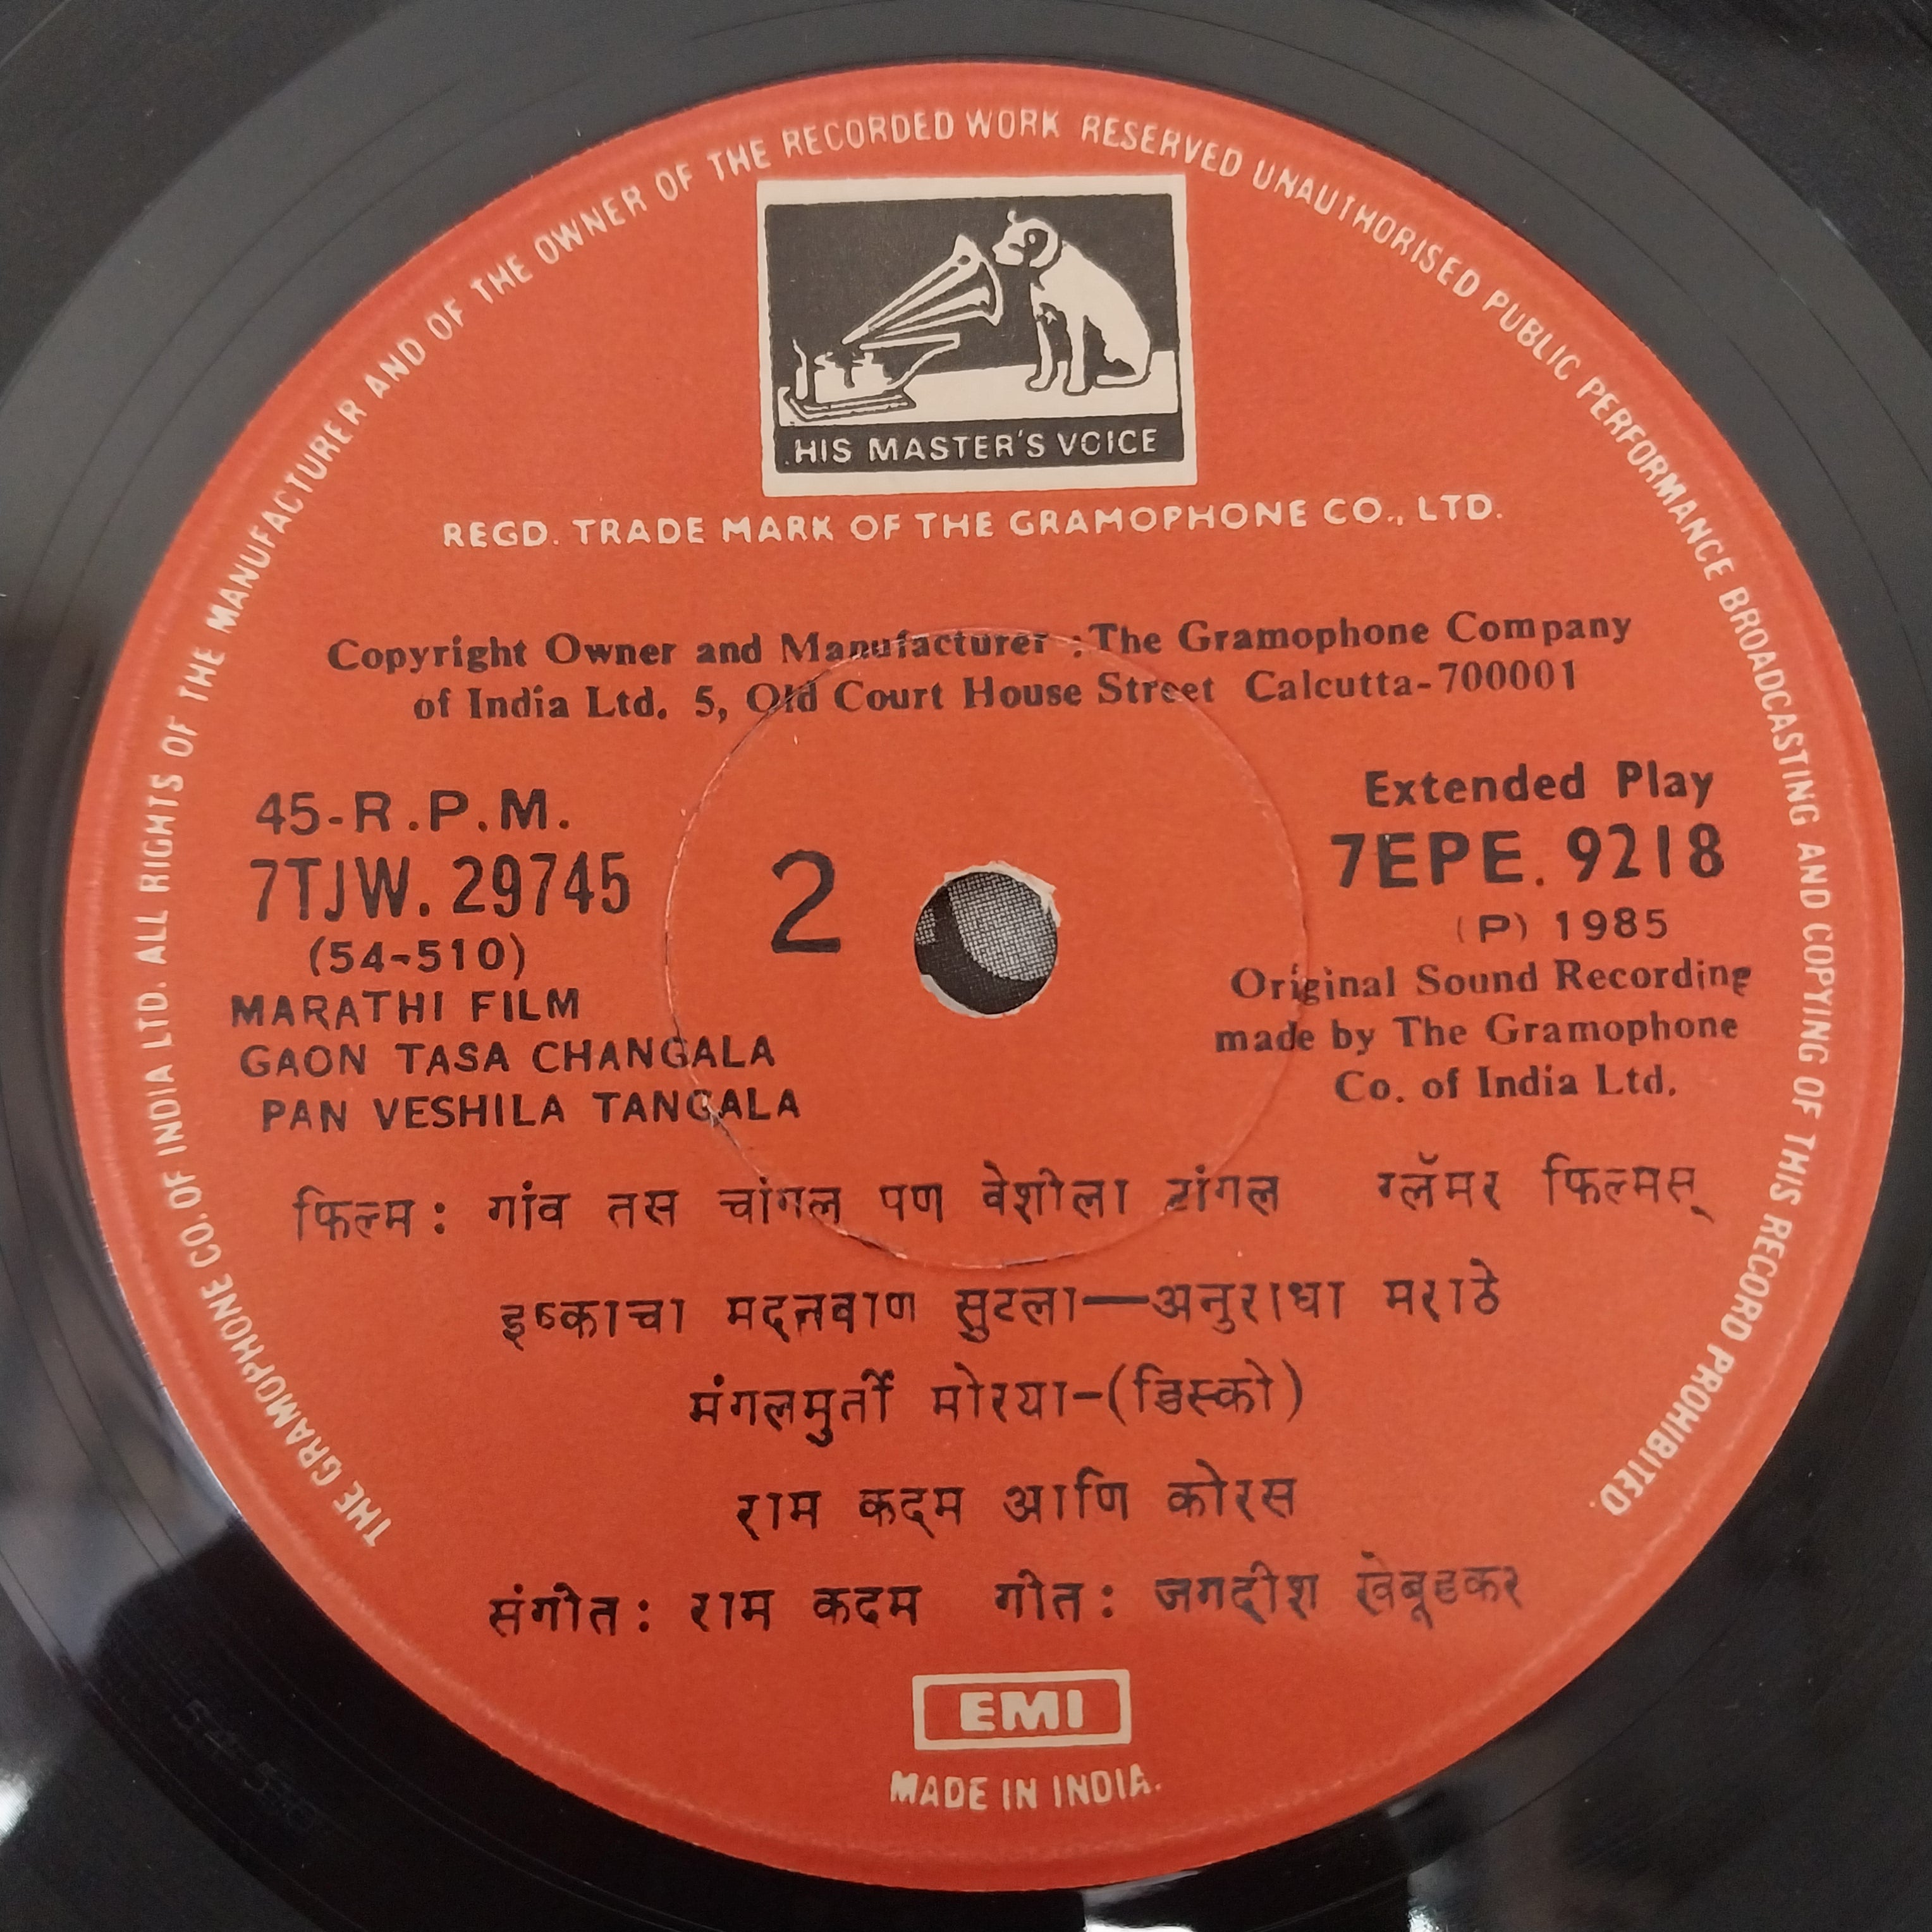 THE GRAMOPHONE CO. OF INDIA LTD. ALL RIGHTS OF THE MANUFACTURER AND OF THE OWNER OF THE RECORDED WORK RESERVED UNAUTHORISED PUBLIC PERFORMANCE BROADCASTING AND COPYING OF THIS RECORD PROHIBITED.
HIS MASTER'S VOICE
REGD. TRADE MARK OF THE GRAMOPHONE CO., LTD.
Copyright Owner and Manufacturer : The Gramophone Company
of India Ltd. 5, Old Court House Street Calcutta-700001
45-R.P.M.
7TJW. 29745
(54-510)
MARATHI FILM
GAON TASA CHANGALA
PAN VESHILA TANGALA
2
Extended Play
7EPE. 9218
(P) 1985
Original Sound Recording
made by The Gramophone
Co. of India Ltd.
फिल्म : गांव तस चांगल पण वेशीला टांगल ग्लॅमर फिल्मस्
इष्काचा मदनबाण सुटला—अनुराधा मराठे
मंगलमुर्ती मोरया-(डिस्को)
राम कदम आणि कोरस
संगीत : राम कदम गीत : जगदीश खेबूडकर
EMI
MADE IN INDIA.